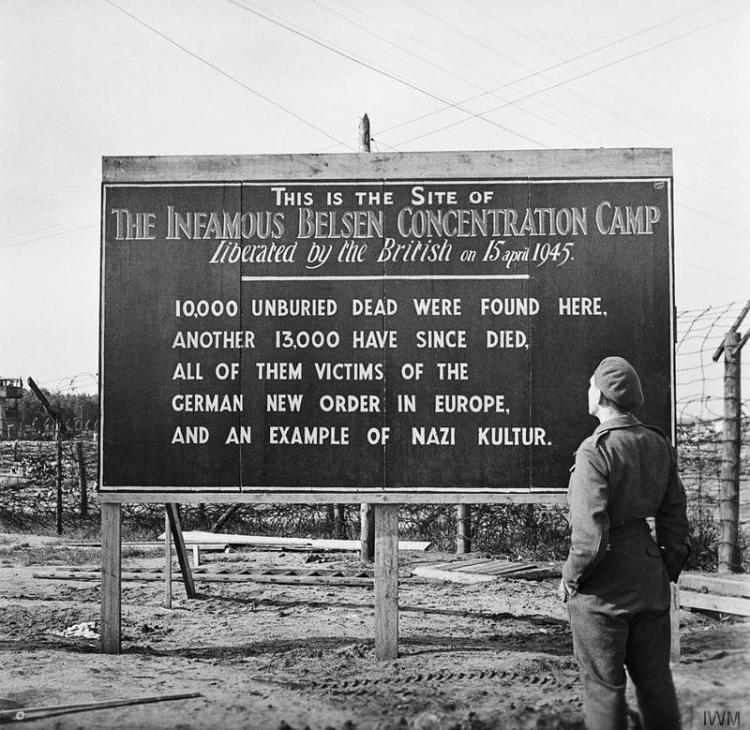 This is the Site of
The Infamous Belsen Concentration Camp
Liberated by the British on 15 april 1945.
10,000 UNBURIED DEAD WERE FOUND HERE,
ANOTHER 13,000 HAVE SINCE DIED,
ALL OF THEM VICTIMS OF THE
GERMAN NEW ORDER IN EUROPE,
AND AN EXAMPLE OF NAZI KULTUR.
IWM